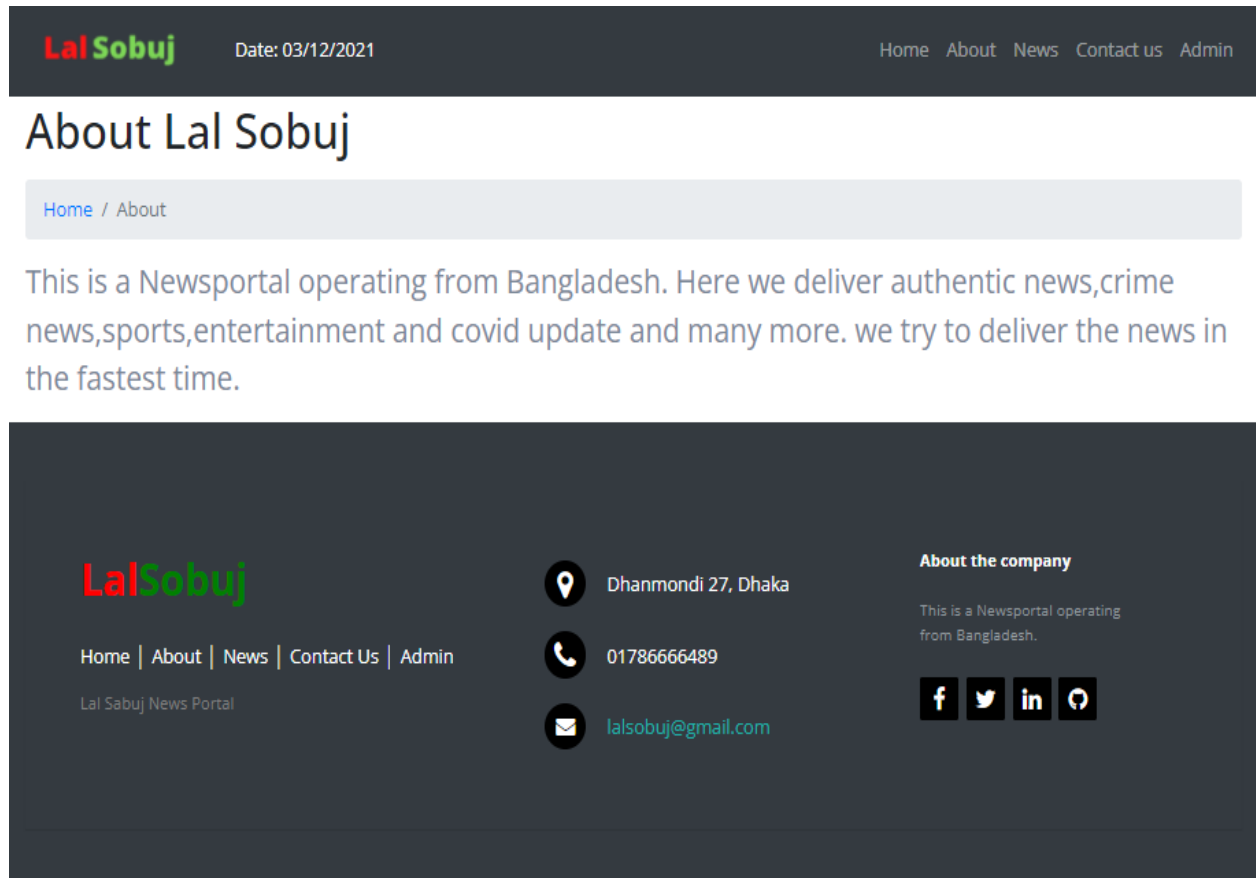 Lal Sobuj Date: 03/12/2021 Home About News Contact us Admin
About Lal Sobuj
Home / About
This is a Newsportal operating from Bangladesh. Here we deliver authentic news,crime
news,sports,entertainment and covid update and many more. we try to deliver the news in
the fastest time.
LalSobuj
Home | About | News | Contact Us | Admin
Lal Sabuj News Portal
Dhanmondi 27, Dhaka
01786666489
lalsobuj@gmail.com
About the company
This is a Newsportal operating
from Bangladesh.